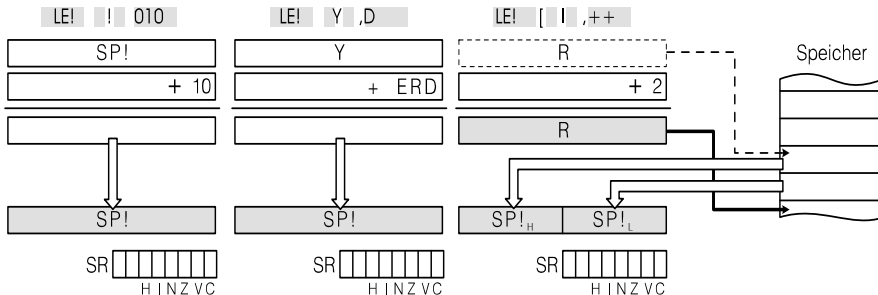 LE! ! 010
LE! Y ,D
LE! [ I ,++
SP!
Y
R
Speicher
+ 10
+ ERD
+ 2
R
SP!
SP!
SP!H
SP!L
SR
SR
SR
H I N Z V C
H I N Z V C
H I N Z V C